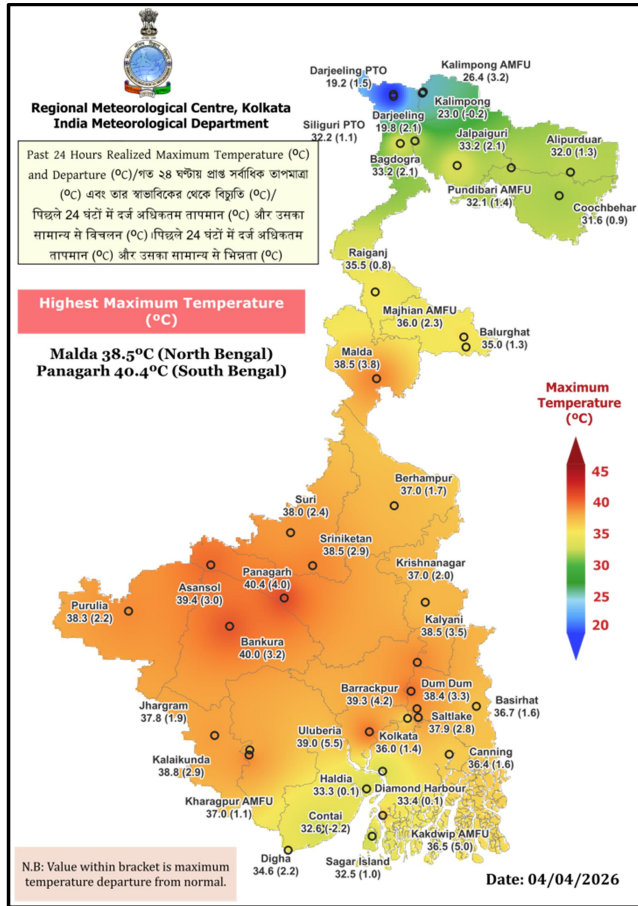 Regional Meteorological Centre, Kolkata
India Meteorological Department
Past 24 Hours Realized Maximum Temperature (ºC)
and Departure (ºC)/গত ২৪ ঘণ্টায় প্রাপ্ত সর্বাধিক তাপমাত্রা
(ºC) এবং তার স্বাভাবিকের থেকে বিচ্যুতি (ºC)/
पिछले 24 घंटों में दर्ज अधिकतम तापमान (ºC) और उसका
सामान्य से विचलन (ºC)।पिछले 24 घंटों में दर्ज अधिकतम
तापमान (ºC) और उसका सामान्य से भिन्नता (ºC)
Highest Maximum Temperature
(ºC)
Malda 38.5ºC (North Bengal)
Panagarh 40.4ºC (South Bengal)
Darjeeling PTO
19.2 (1.5)
Kalimpong AMFU
26.4 (3.2)
Kalimpong
23.0 (-0.2)
Darjeeling
19.8 (2.1)
Siliguri PTO
32.2 (1.1)
Jalpaiguri
33.2 (2.1)
Alipurduar
32.0 (1.3)
Bagdogra
33.2 (2.1)
Pundibari AMFU
32.1 (1.4)
Coochbehar
31.6 (0.9)
Raiganj
35.5 (0.8)
Majhian AMFU
36.0 (2.3)
Balurghat
35.0 (1.3)
Malda
38.5 (3.8)
Maximum
Temperature
(ºC)
45
40
35
30
25
20
Berhampur
37.0 (1.7)
Suri
38.0 (2.4)
Sriniketan
38.5 (2.9)
Krishnanagar
37.0 (2.0)
Panagarh
40.4 (4.0)
Asansol
39.4 (3.0)
Purulia
38.3 (2.2)
Kalyani
38.5 (3.5)
Bankura
40.0 (3.2)
Dum Dum
38.4 (3.3)
Barrackpur
39.3 (4.2)
Basirhat
36.7 (1.6)
Jhargram
37.8 (1.9)
Saltlake
37.9 (2.8)
Uluberia
39.0 (5.5)
Kolkata
36.0 (1.4)
Canning
36.4 (1.6)
Kalaikunda
38.8 (2.9)
Haldia
33.3 (0.1)
Diamond Harbour
33.4 (0.1)
Kharagpur AMFU
37.0 (1.1)
Contai
32.6 (-2.2)
Kakdwip AMFU
36.5 (5.0)
Digha
34.6 (2.2)
Sagar Island
32.5 (1.0)
N.B: Value within bracket is maximum
temperature departure from normal.
Date: 04/04/2026